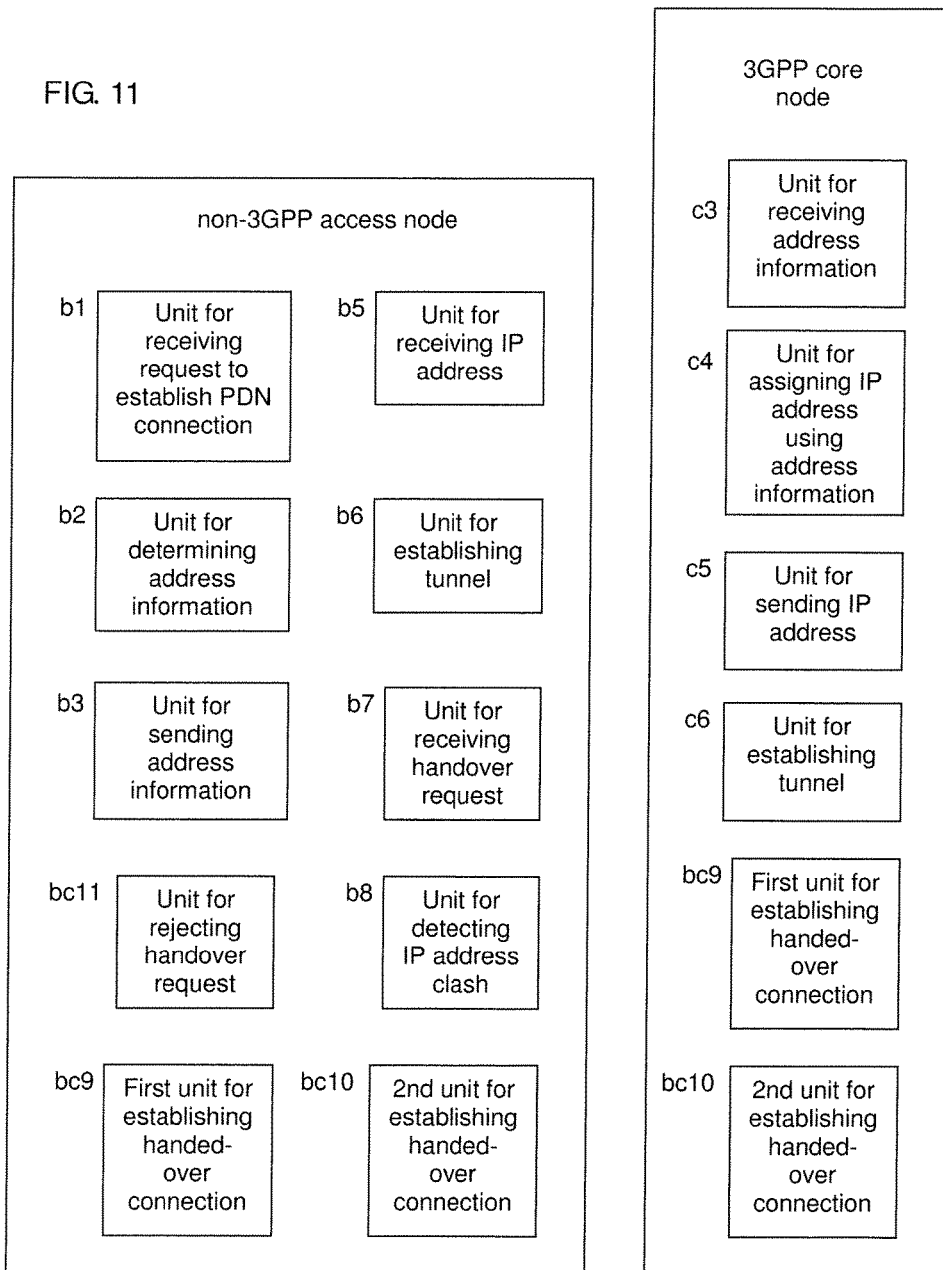 FIG. 11
non-3GPP access node
b1
Unit for
receiving
request to
establish PDN
connection
b5
Unit for
receiving IP
address
b2
Unit for
determining
address
information
b6
Unit for
establishing
tunnel
b3
Unit for
sending
address
information
b7
Unit for
receiving
handover
request
bc11
Unit for
rejecting
handover
request
b8
Unit for
detecting
IP address
clash
bc9
First unit for
establishing
handed-
over
connection
bc10
2nd unit for
establishing
handed-
over
connection
3GPP core
node
c3
Unit for
receiving
address
information
c4
Unit for
assigning IP
address
using
address
information
c5
Unit for
sending IP
address
c6
Unit for
establishing
tunnel
bc9
First unit for
establishing
handed-
over
connection
bc10
2nd unit for
establishing
handed-
over
connection